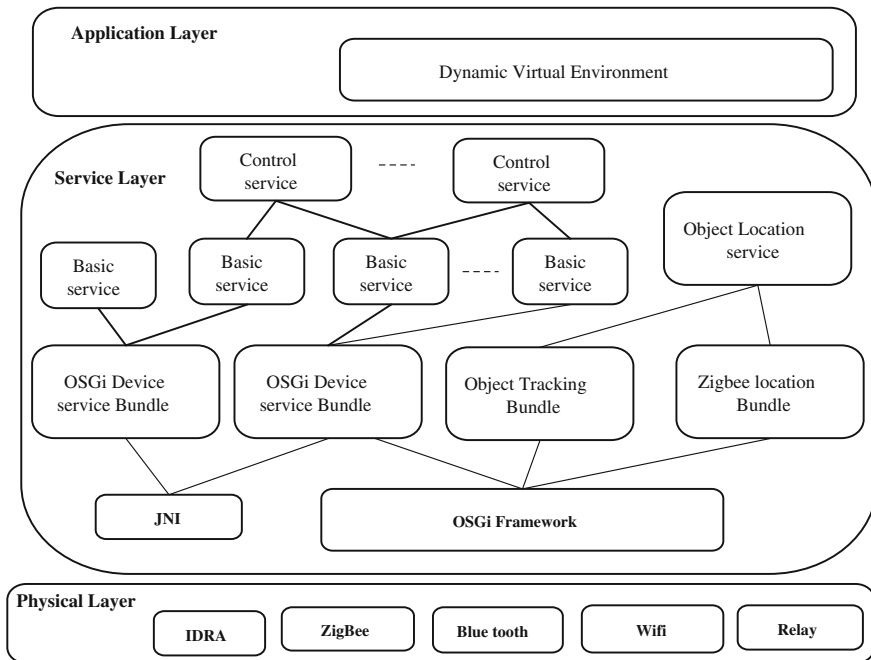 Application Layer
Dynamic Virtual Environment
Service Layer
Control
service
Control
service
Object Location
service
Basic
service
Basic
service
Basic
service
Basic
service
OSGi Device
service Bundle
OSGi Device
service Bundle
Object Tracking
Bundle
Zigbee location
Bundle
JNI
OSGi Framework
Physical Layer
IDRA
ZigBee
Blue tooth
Wifi
Relay